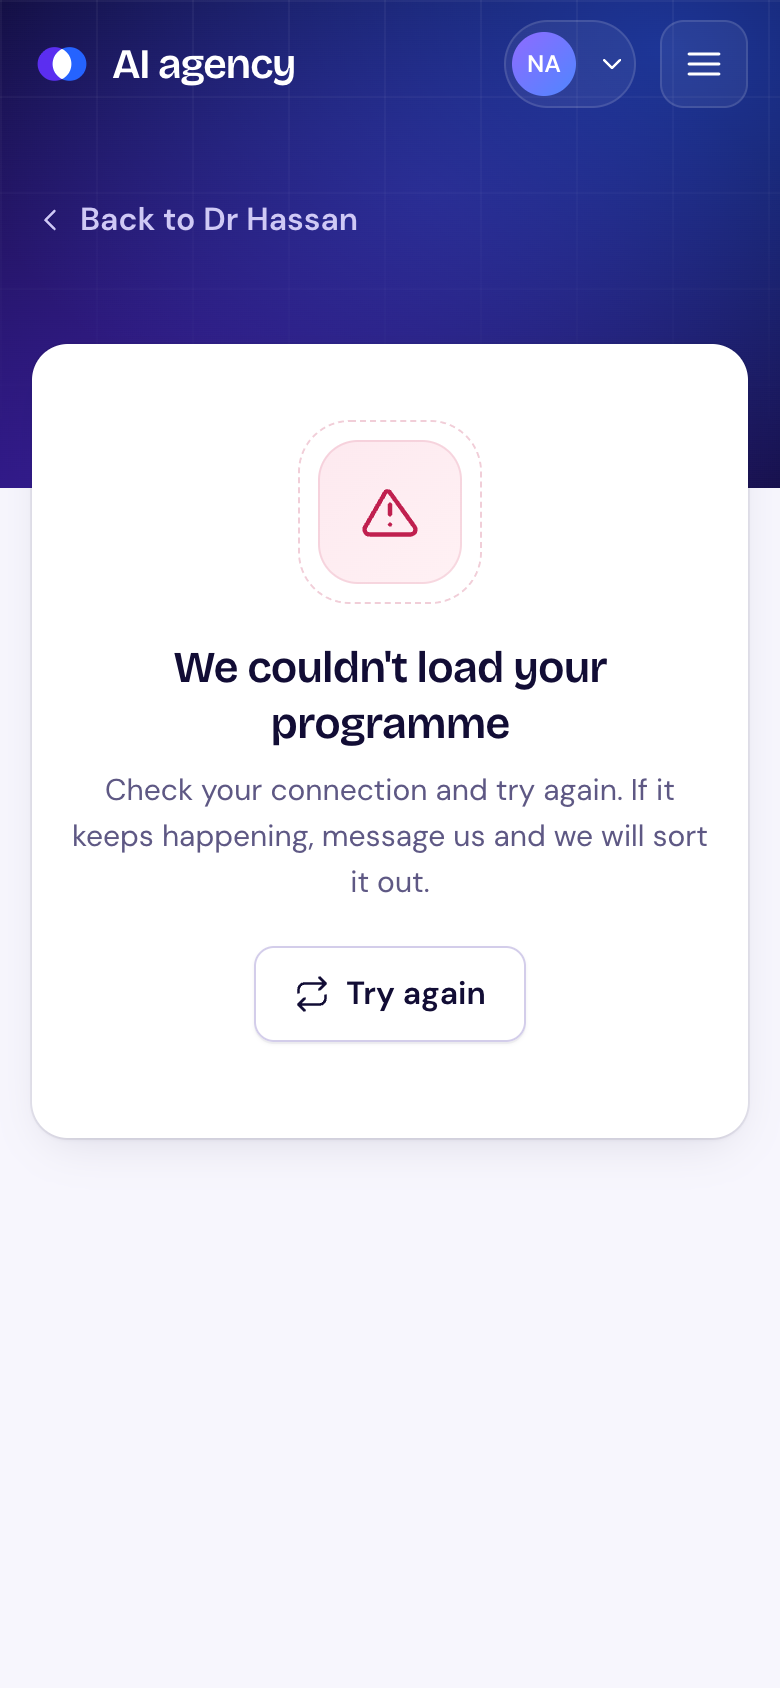 AI agency
NA
Back to Dr Hassan
We couldn't load your
programme
Check your connection and try again. If it
keeps happening, message us and we will sort
it out.
Try again